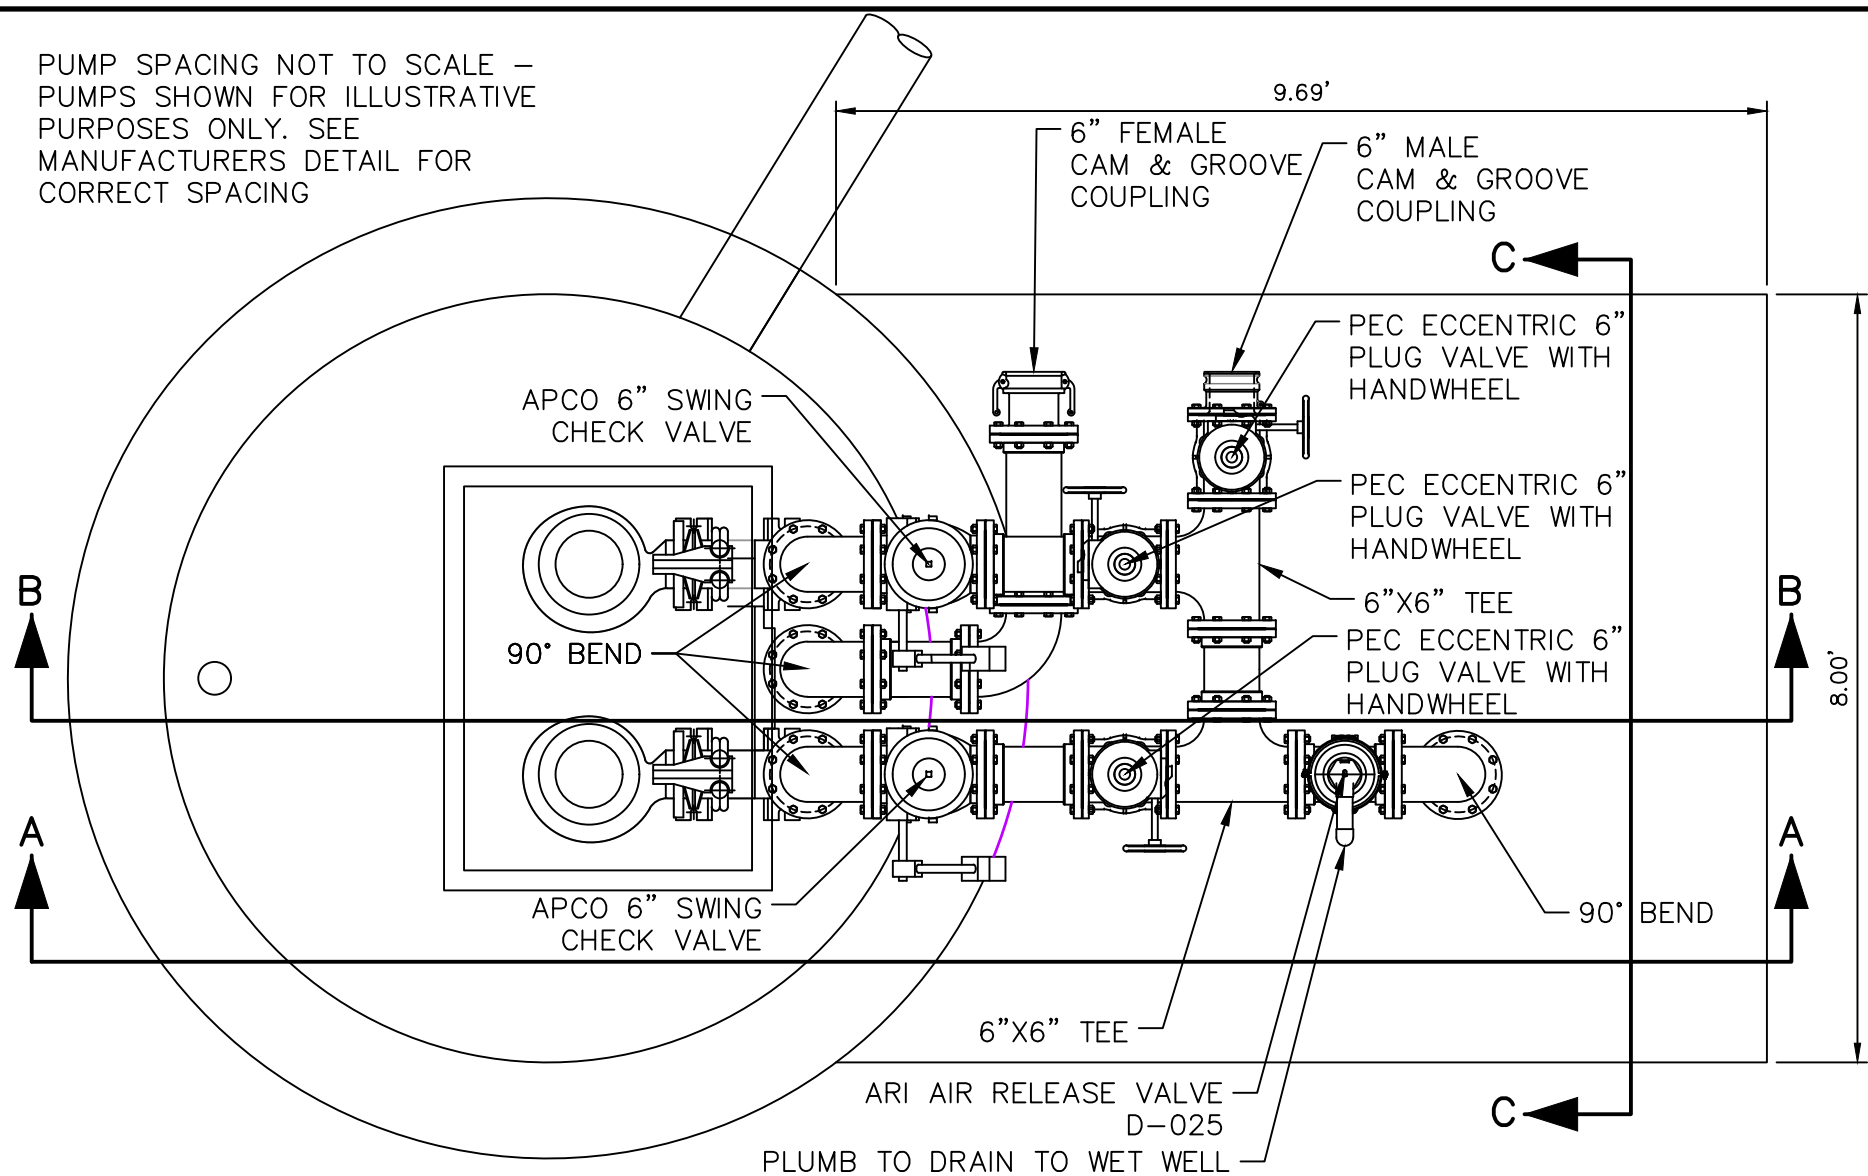 PUMP SPACING NOT TO SCALE –
PUMPS SHOWN FOR ILLUSTRATIVE
PURPOSES ONLY. SEE
MANUFACTURERS DETAIL FOR
CORRECT SPACING
9.69'
6" FEMALE
CAM & GROOVE
COUPLING
6" MALE
CAM & GROOVE
COUPLING
C
PEC ECCENTRIC 6"
PLUG VALVE WITH
HANDWHEEL
APCO 6" SWING
CHECK VALVE
PEC ECCENTRIC 6"
PLUG VALVE WITH
HANDWHEEL
B
B
6"X6" TEE
90° BEND
PEC ECCENTRIC 6"
PLUG VALVE WITH
HANDWHEEL
8.00'
A
A
APCO 6" SWING
CHECK VALVE
90° BEND
6"X6" TEE
ARI AIR RELEASE VALVE
D-025
C
PLUMB TO DRAIN TO WET WELL